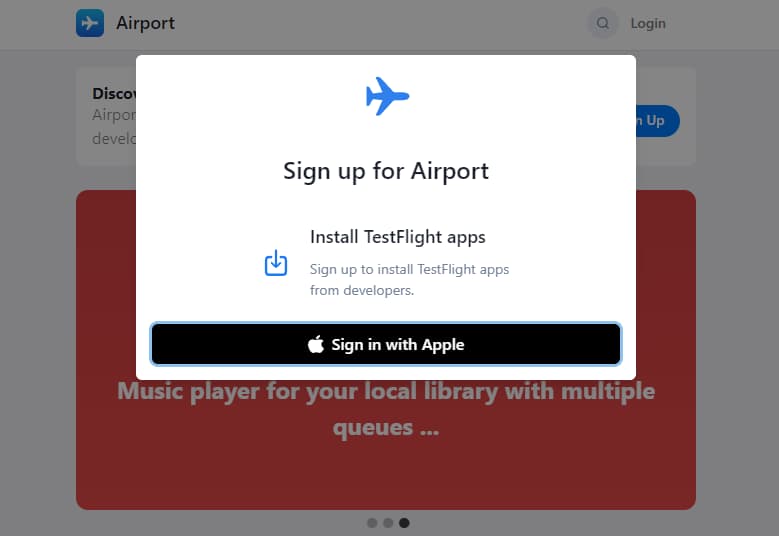 Airport
Login
Discov
Airpor
develo
n Up
Sign up for Airport
Install TestFlight apps
Sign up to install TestFlight apps
from developers.
Sign in with Apple
Music player for your local library with multiple
queues ...